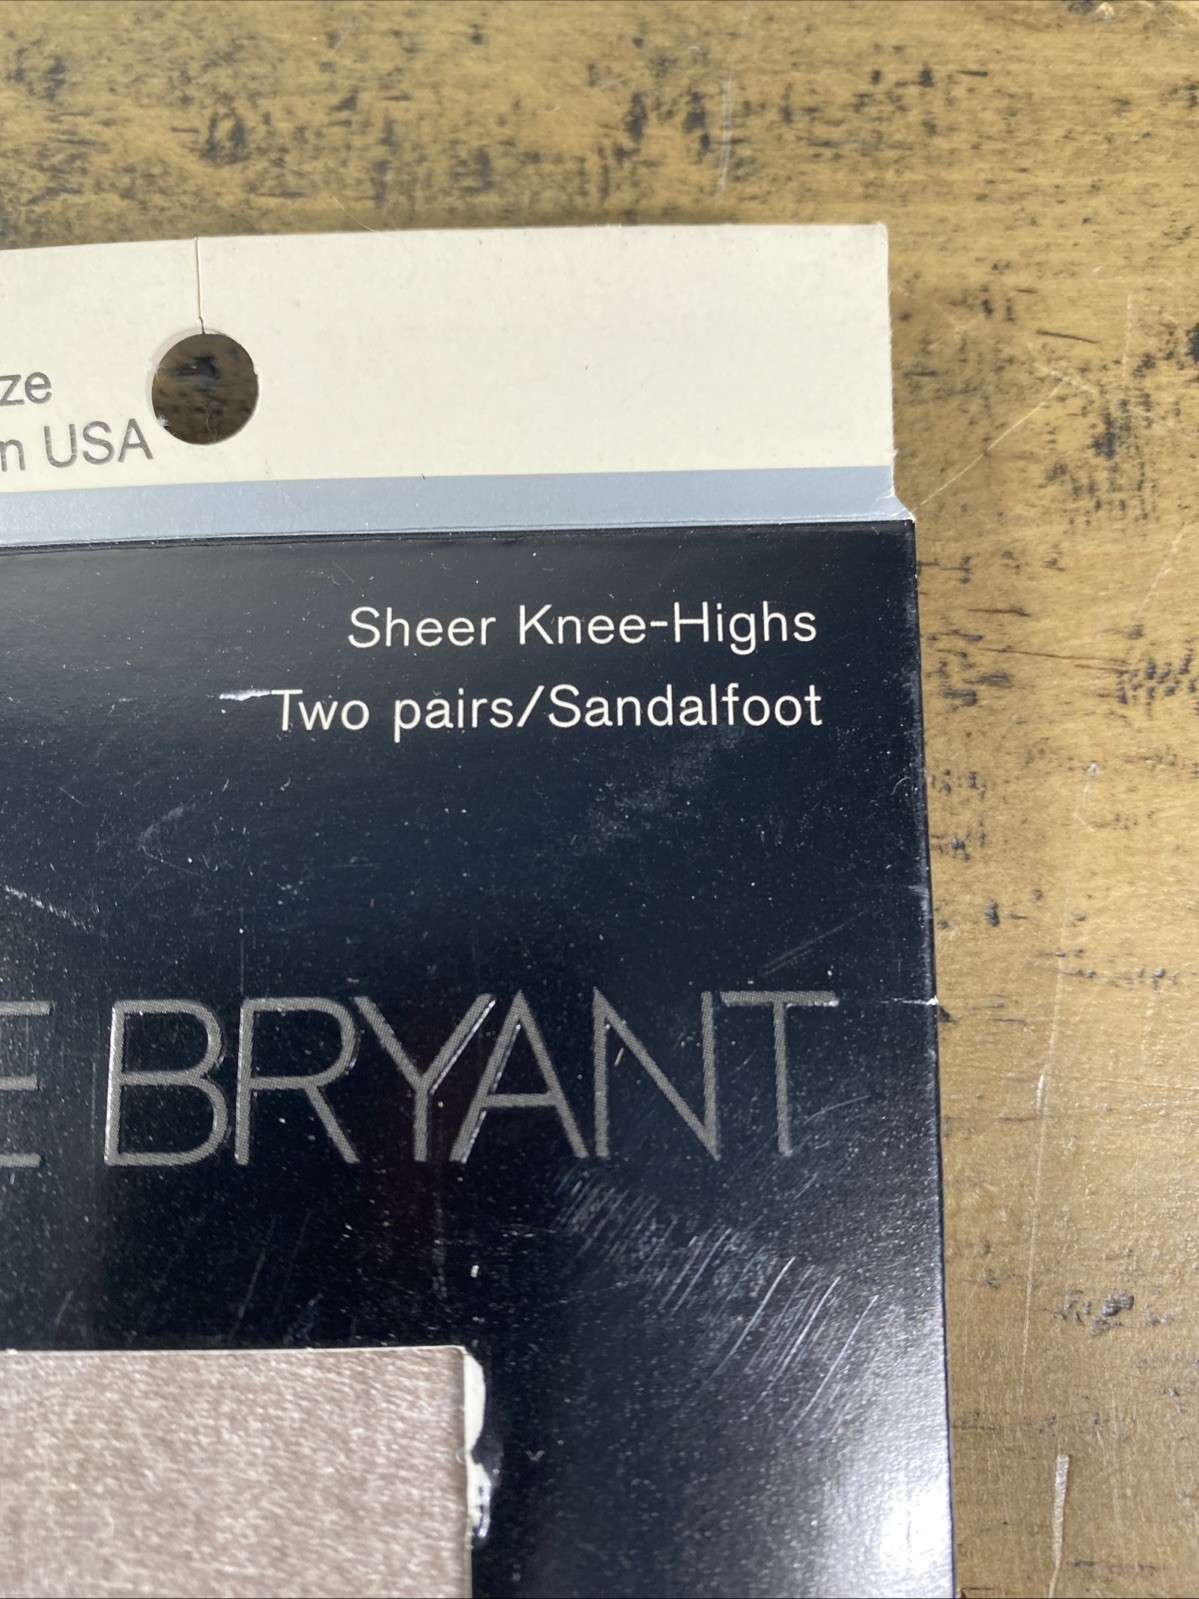 ze
n USA
Sheer Knee-Highs
Two pairs/Sandalfoot
E BRYANT